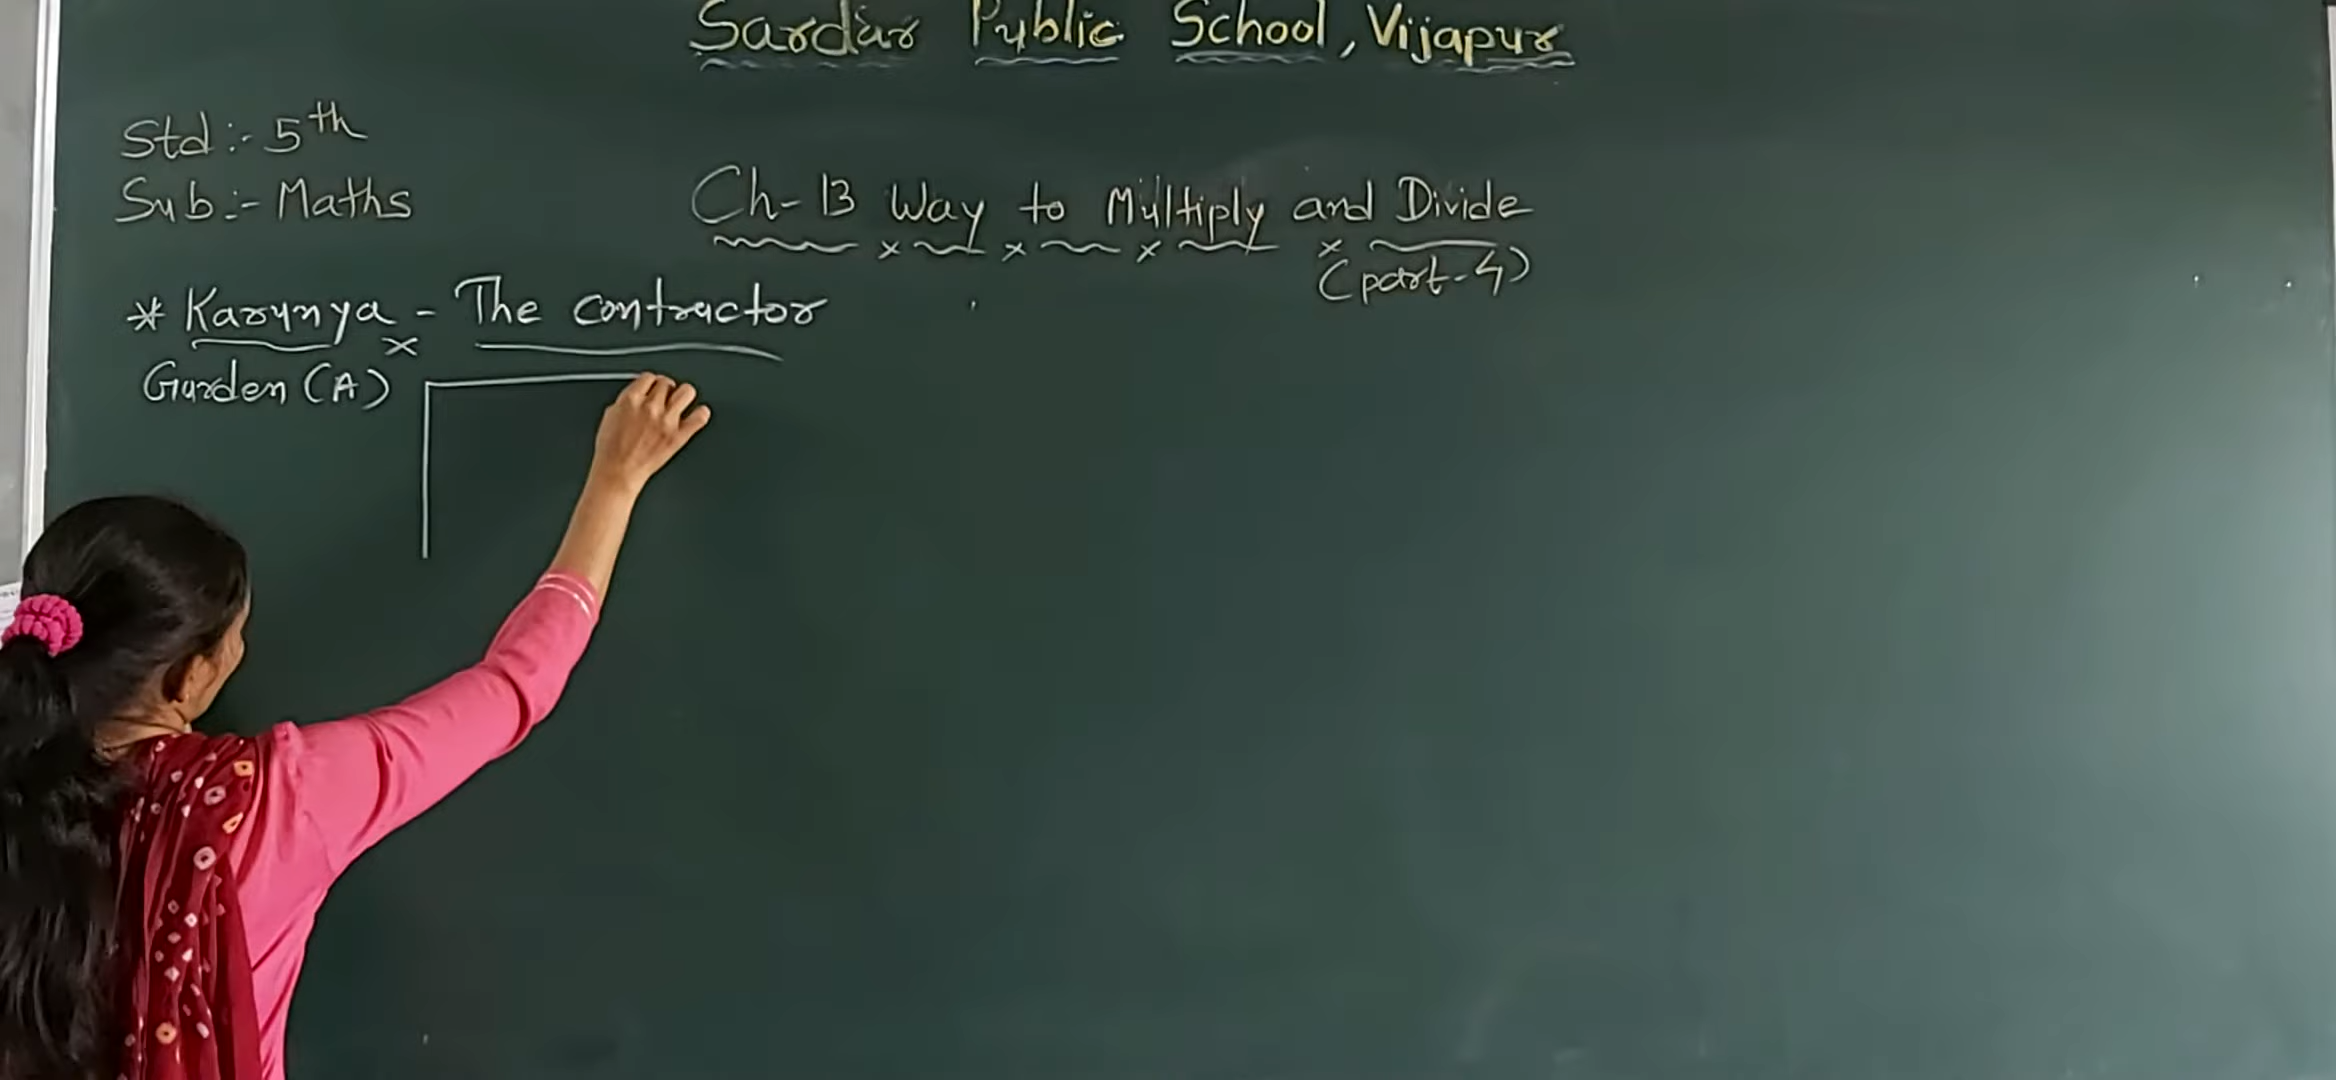 Sardar Public School, Vijapur
Std:- 5th
Sub:- Maths
Ch-13 Way to Multiply and Divide
(part-4)
* Karunya - The contractor
Garden (A)